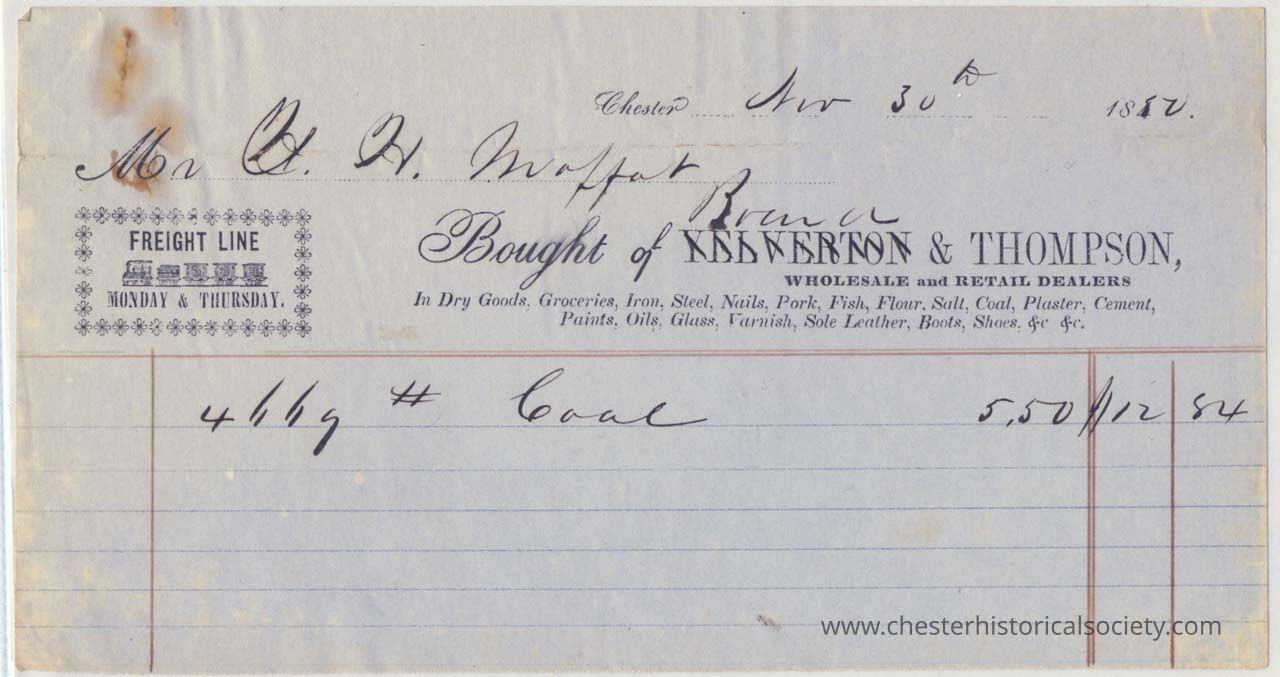 Chester Nov 30th 1850.
Mr H. H. Moffat
FREIGHT LINE
MONDAY & THURSDAY.
Bought of YELVERTON & THOMPSON,
WHOLESALE and RETAIL DEALERS
In Dry Goods, Groceries, Iron, Steel, Nails, Pork, Fish, Flour, Salt, Coal, Plaster, Cement,
Paints, Oils, Glass, Varnish, Sole Leather, Boots, Shoes, &c &c.
4669 # Coal 5,50 $12 84
www.chesterhistoricalsociety.com